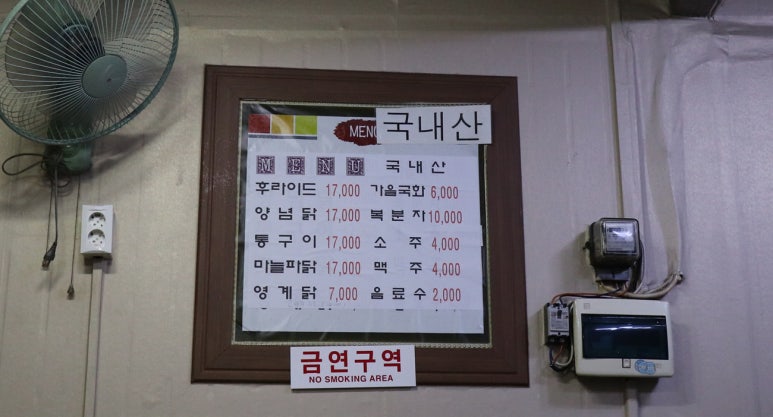 MENU 국내산
MENU 국내산
후라이드 17,000 가을국화 6,000
양념닭 17,000 복분자 10,000
통구이 17,000 소주 4,000
마늘파닭 17,000 맥주 4,000
영계닭 7,000 음료수 2,000
금연구역
NO SMOKING AREA